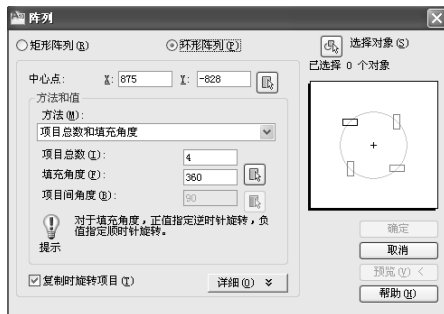 阵列
矩形阵列(R)
环形阵列(P)
选择对象(S)
已选择 0 个对象
中心点: X: 875 Y: -828
方法和值
方法(M):
项目总数和填充角度
项目总数(I): 4
填充角度(F): 360
项目间角度(B): 90
对于填充角度，正值指定逆时针旋转，负
值指定顺时针旋转。
提示
复制时旋转项目(T)
详细(O)
确定
取消
预览(V) <
帮助(H)